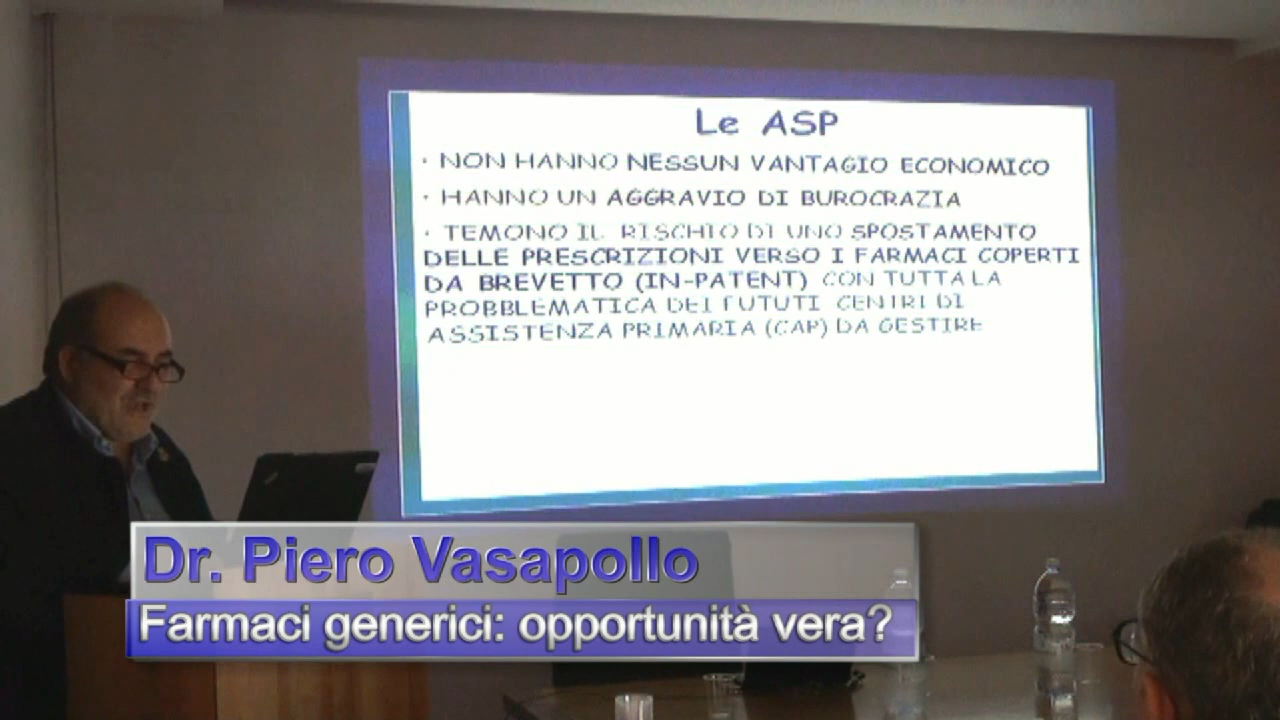 Le ASP
· NON HANNO NESSUN VANTAGIO ECONOMICO
· HANNO UN AGGRAVIO DI BUROCRAZIA
· TEMONO IL RISCHIO DI UNO SPOSTAMENTO
DELLE PRESCRIZIONI VERSO I FARMACI COPERTI
DA BREVETTO (IN-PATENT) CON TUTTA LA
PROBBLEMATICA DEI FUTUTI CENTRI DI
ASSISTENZA PRIMARIA (CAP) DA GESTIRE
Dr. Piero Vasapollo
Farmaci generici: opportunità vera?